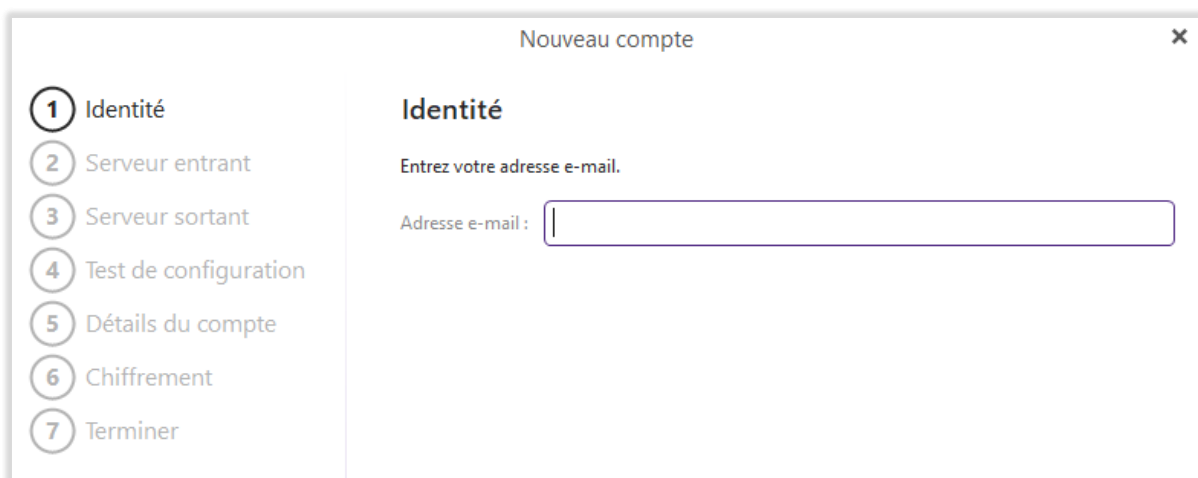 Nouveau compte
1 Identité
2 Serveur entrant
3 Serveur sortant
4 Test de configuration
5 Détails du compte
6 Chiffrement
7 Terminer
Identité
Entrez votre adresse e-mail.
Adresse e-mail :